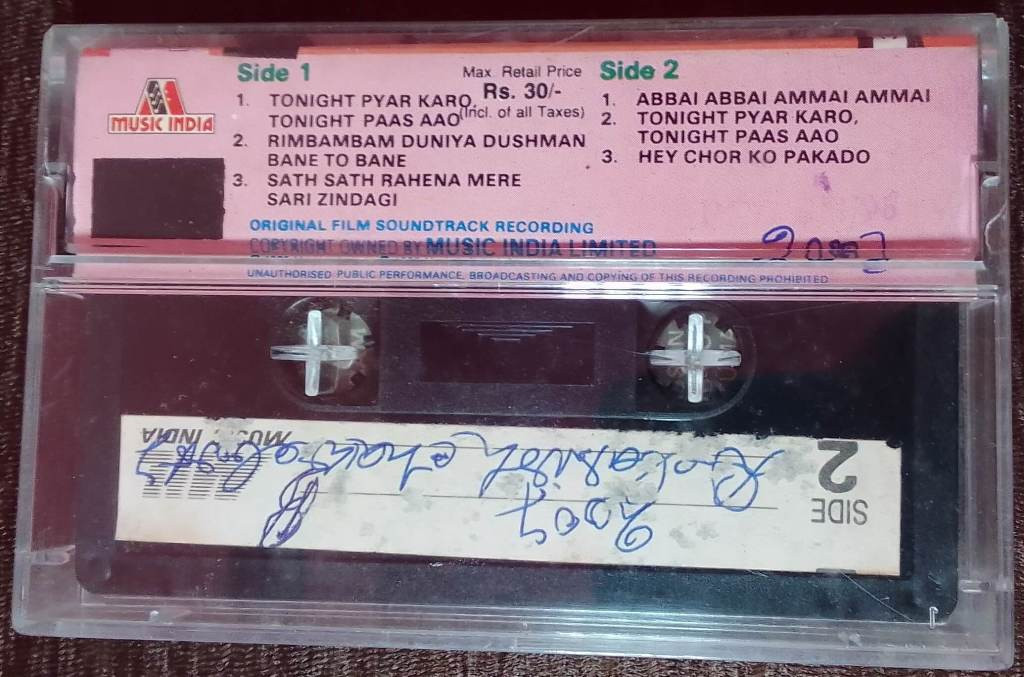 MUSIC INDIA
Side 1
Max. Retail Price
Rs. 30/-
(Incl. of all Taxes)
1. TONIGHT PYAR KARO,
TONIGHT PAAS AAO
2. RIMBAMBAM DUNIYA DUSHMAN
BANE TO BANE
3. SATH SATH RAHENA MERE
SARI ZINDAGI
Side 2
1. ABBAI ABBAI AMMAI AMMAI
2. TONIGHT PYAR KARO,
TONIGHT PAAS AAO
3. HEY CHOR KO PAKADO
ORIGINAL FILM SOUNDTRACK RECORDING
COPYRIGHT OWNED BY MUSIC INDIA LIMITED
UNAUTHORISED PUBLIC PERFORMANCE, BROADCASTING AND COPYING OF THIS RECORDING PROHIBITED
SIDE
2
2007
MUSIC INDIA